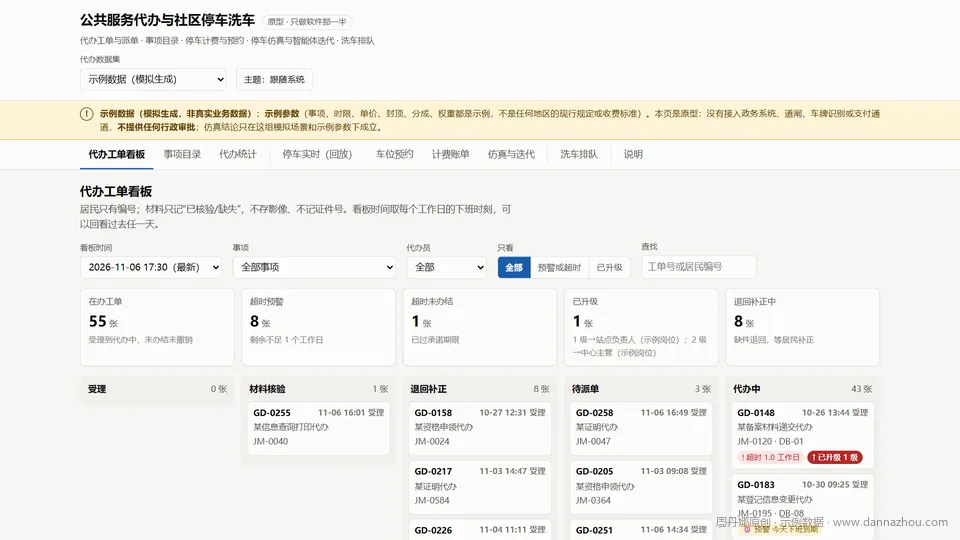 公共服务代办与社区停车洗车 原型 · 只做软件那一半
代办工单与派单 · 事项目录 · 停车计费与预约 · 停车仿真与智能体迭代 · 洗车排队
代办数据集
示例数据（模拟生成） 主题：跟随系统
! 示例数据（模拟生成，非真实业务数据）；示例参数（事项、时限、单价、封顶、分成、权重都是示例，不是任何地区的现行规定或收费标准）。本页是原型：没有接入政务系统、道闸、车牌识别或支付通
道，不提供任何行政审批；仿真结论只在这组模拟场景和示例参数下成立。
代办工单看板 事项目录 代办统计 停车实时（回放） 车位预约 计费账单 仿真与迭代 洗车排队 说明
代办工单看板
居民只有编号；材料只记“已核验/缺失”，不存影像、不记证件号。看板时间取每个工作日的下班时刻，可
以回看过去任一天。
看板时间 事项 代办员 只看 查找
2026-11-06 17:30（最新） 全部事项 全部 全部 预警或超时 已升级 工单号或居民编号
在办工单 超时预警 超时未办结 已升级 退回补正中
55 张 8 张 1 张 1 张 8 张
受理到代办中，未办结未撤销 剩余不足 1 个工作日 已过承诺期限 1 级→站点负责人（示例岗位）；2 级 缺件退回，等居民补正
→中心主管（示例岗位）
受理 0 张 材料核验 1 张 退回补正 8 张 待派单 3 张 代办中 43 张
GD-0255 11-06 16:01 受理 GD-0158 10-27 12:31 受理 GD-0258 11-06 16:49 受理 GD-0148 10-26 13:44 受理
某信息查询打印代办 某资格申领代办 某证明代办 某备案材料递交代办
JM-0040 JM-0024 JM-0047 JM-0120 · DB-01
! 超时 1.0 工作日 ↑ 已升级 1 级
GD-0217 11-03 14:47 受理 GD-0205 11-03 09:08 受理 GD-0183 10-30 09:25 受理
某证明代办 某资格申领代办 某登记信息变更代办
JM-0584 JM-0364 JM-0195 · DB-08
GD-0226 11-04 11:11 受理 GD-0251 11-06 14:34 受理 预警 今天下班到期
周丹娜原创 · 示例数据 · www.dannazhou.com